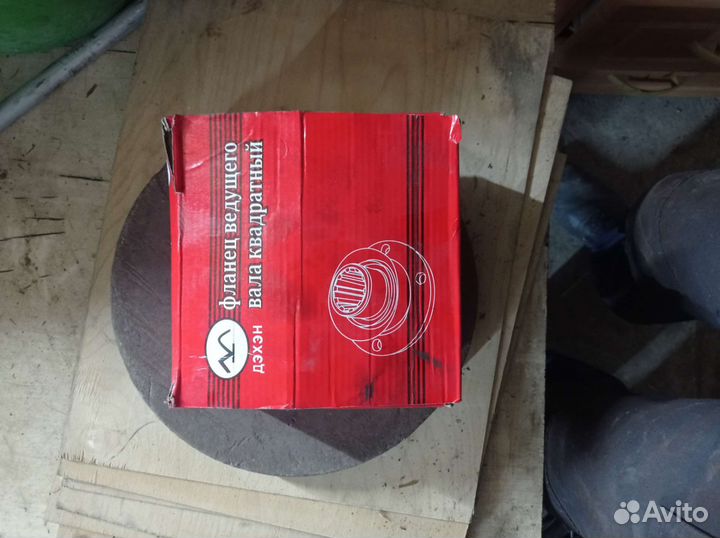 фланец ведущего
вала квадратный
ДЭХЭН
Avito